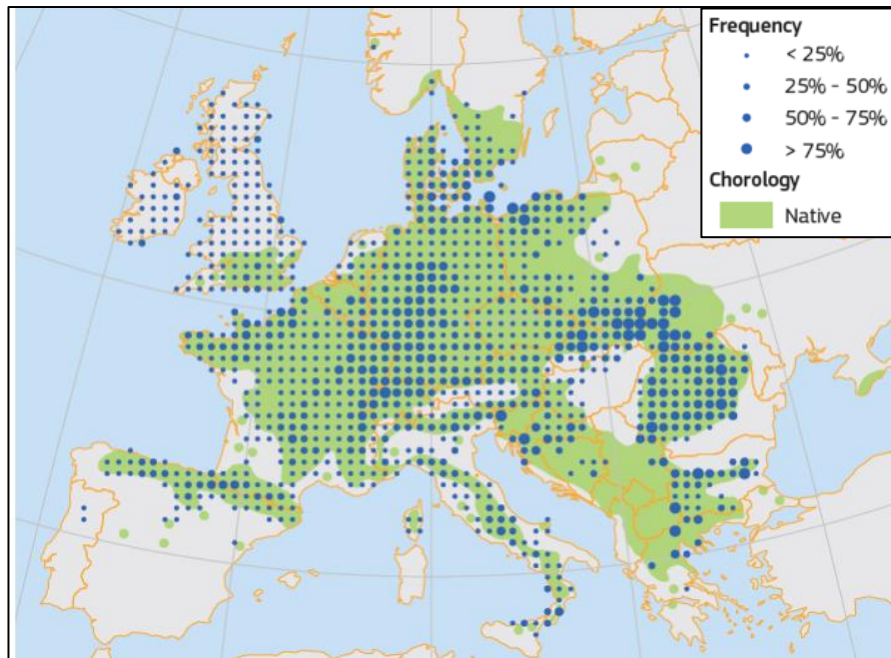 Frequency
< 25%
25% - 50%
50% - 75%
> 75%
Chorology
Native